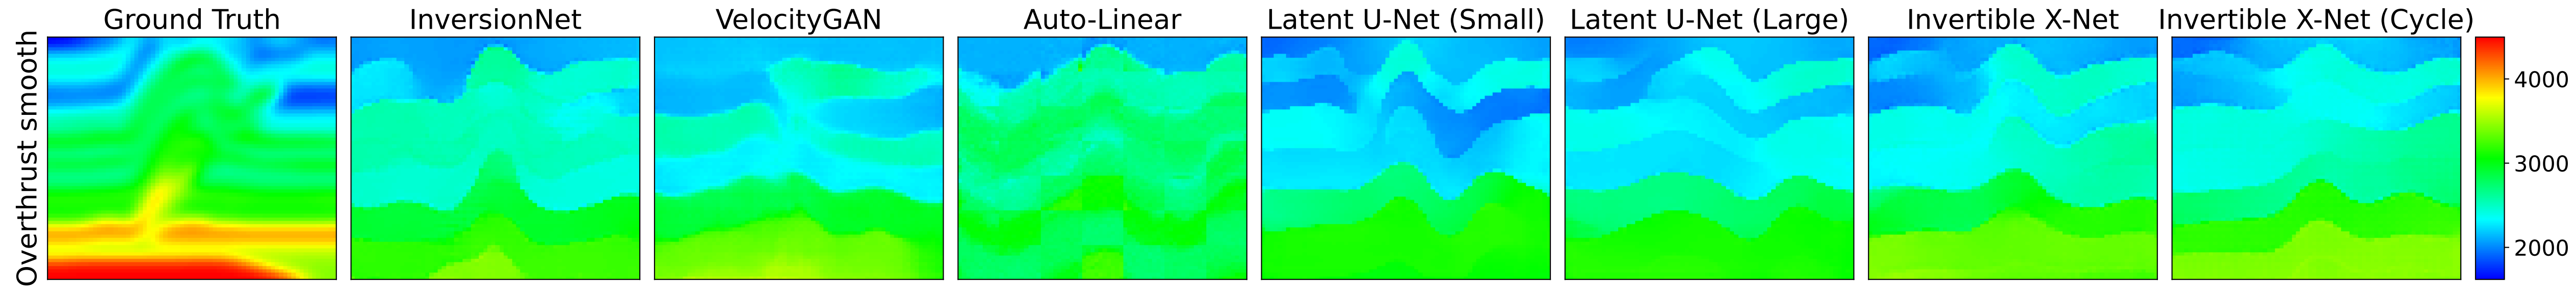 Ground Truth
InversionNet
VelocityGAN
Auto-Linear
Latent U-Net (Small)
Latent U-Net (Large)
Invertible X-Net
Invertible X-Net (Cycle)
Overthrust smooth
4000
3000
2000